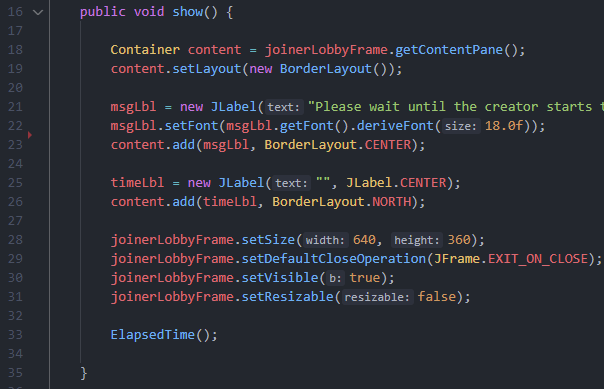 16 public void show() {
17
18 Container content = joinerLobbyFrame.getContentPane();
19 content.setLayout(new BorderLayout());
20
21 msgLbl = new JLabel( text: "Please wait until the creator starts t
22 msgLbl.setFont(msgLbl.getFont().deriveFont( size: 18.0f));
23 content.add(msgLbl, BorderLayout.CENTER);
24
25 timeLbl = new JLabel( text: "", JLabel.CENTER);
26 content.add(timeLbl, BorderLayout.NORTH);
27
28 joinerLobbyFrame.setSize( width: 640, height: 360);
29 joinerLobbyFrame.setDefaultCloseOperation(JFrame.EXIT_ON_CLOSE);
30 joinerLobbyFrame.setVisible( b: true);
31 joinerLobbyFrame.setResizable( resizable: false);
32
33 ElapsedTime();
34
35 }